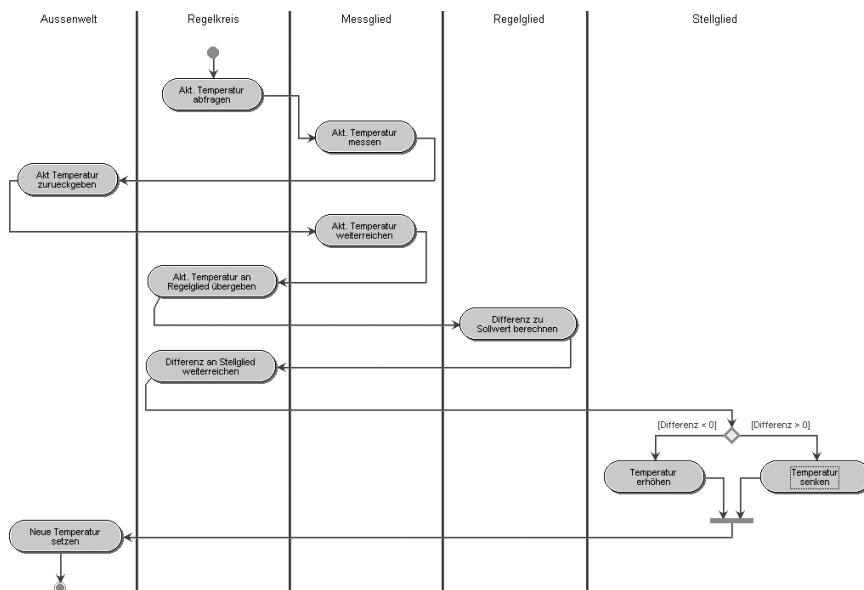 Aussenwelt
Regelkreis
Messglied
Regelglied
Stellglied
Akt. Temperatur
abfragen
Akt. Temperatur
messen
Akt Temperatur
zurueckgeben
Akt. Temperatur
weiterreichen
Akt. Temperatur an
Regelglied übergeben
Differenz zu
Sollwert berechnen
Differenz an Stellglied
weiterreichen
[Differenz < 0]
[Differenz > 0]
Temperatur
erhöhen
Temperatur
senken
Neue Temperatur
setzen